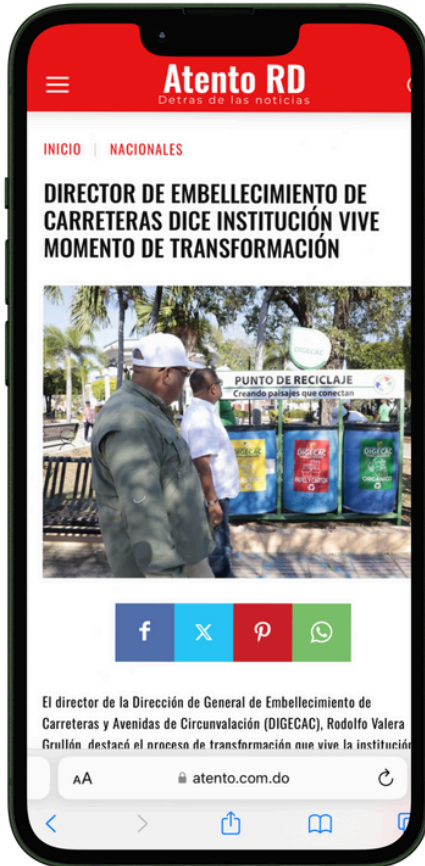 Atento RD
Detras de las noticias
INICIO | NACIONALES
DIRECTOR DE EMBELLECIMIENTO DE
CARRETERAS DICE INSTITUCIÓN VIVE
MOMENTO DE TRANSFORMACIÓN
DIGECAC
PUNTO DE RECICLAJE
Creando paisajes que conectan
DIGECAC
DIGECAC
DIGECAC
PAPEL Y CARTÓN
ORGÁNICO
El director de la Dirección de General de Embellecimiento de
Carreteras y Avenidas de Circunvalación (DIGECAC), Rodolfo Valera
Grullón, destacó el proceso de transformación que vive la institución
AA
atento.com.do